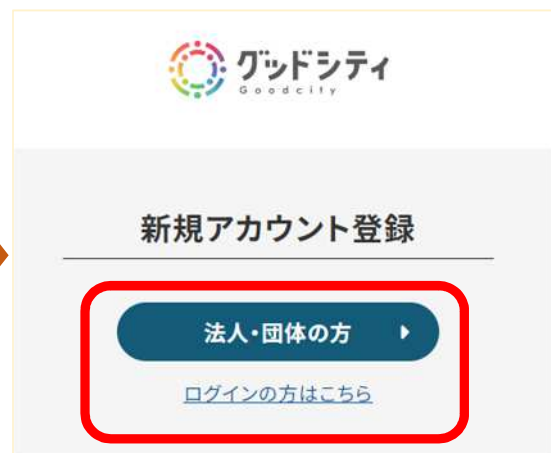 グッドシティ
Goodcity
新規アカウント登録
法人・団体の方
ログインの方はこちら